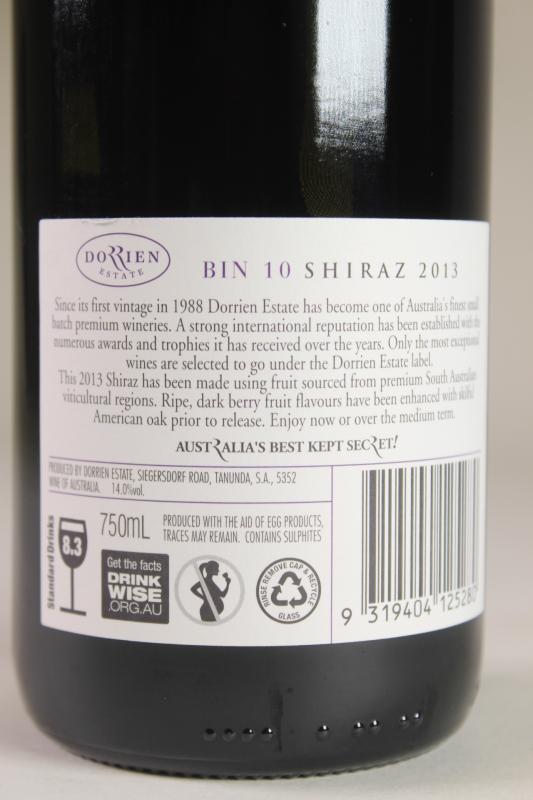 DORRIEN
ESTATE
BIN 10 SHIRAZ 2013
Since its first vintage in 1988 Dorrien Estate has become one of Australia's finest small
batch premium wineries. A strong international reputation has been established with the
numerous awards and trophies it has received over the years. Only the most exceptional
wines are selected to go under the Dorrien Estate label.
This 2013 Shiraz has been made using fruit sourced from premium South Australian
viticultural regions. Ripe, dark berry fruit flavours have been enhanced with skilful
American oak prior to release. Enjoy now or over the medium term.
AUSTRALIA'S BEST KEPT SECRET!
PRODUCED BY DORRIEN ESTATE, SIEGERSDORF ROAD, TANUNDA, S.A., 5352
WINE OF AUSTRALIA. 14.0%vol.
Standard Drinks
8.3
750mL
PRODUCED WITH THE AID OF EGG PRODUCTS,
TRACES MAY REMAIN. CONTAINS SULPHITES
Get the facts
DRINK
WISE
.ORG.AU
RINSE REMOVE CAP & RECYCLE
GLASS
9 319404 125280